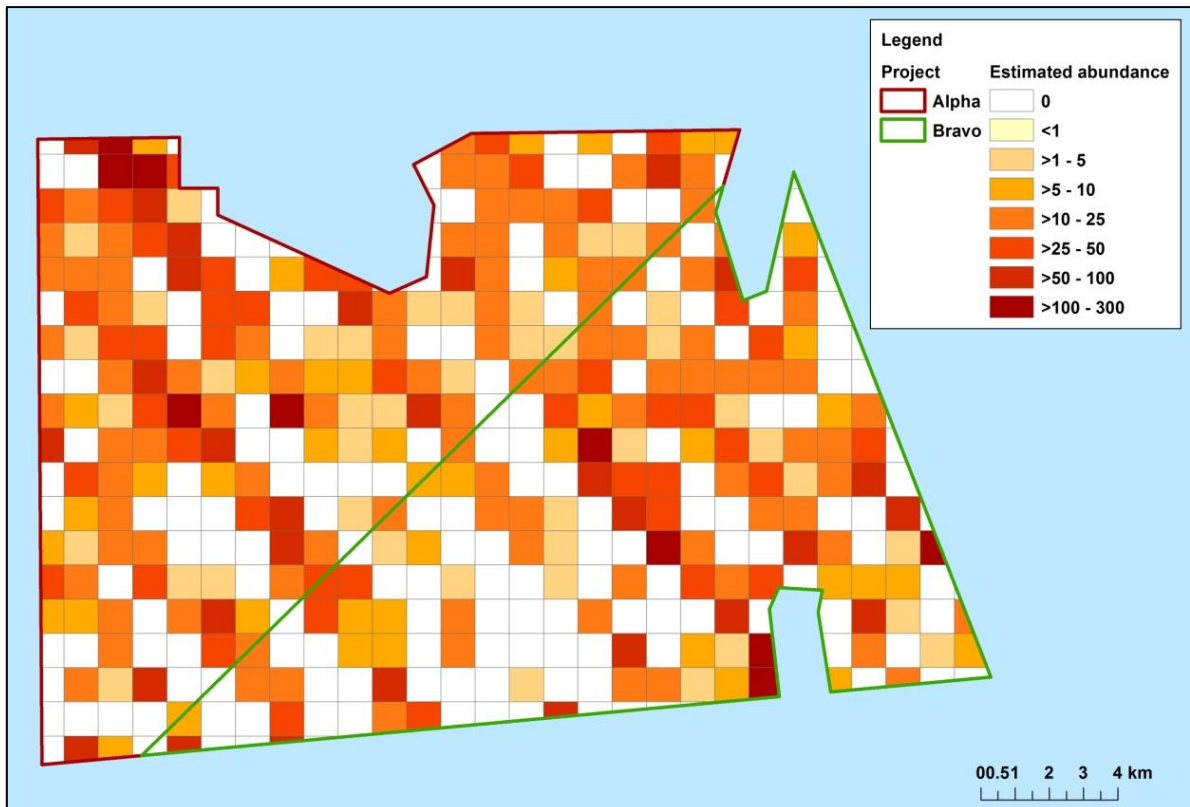 Legend
Project Estimated abundance
Alpha 0
Bravo <1
>1 - 5
>5 - 10
>10 - 25
>25 - 50
>50 - 100
>100 - 300
00.51 2 3 4 km